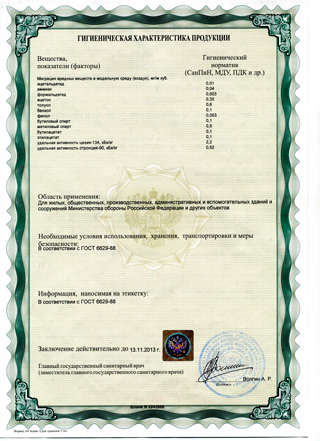 ГИГИЕНИЧЕСКАЯ ХАРАКТЕРИСТИКА ПРОДУКЦИИ
Вещества, Гигиенический
показатели (факторы) норматив
(СанПиН, МДУ, ПДК и др.)
Миграция вредных веществ в модельную среду (воздух), мг/м куб.
ацетальдегид 0,01
аммиак 0,04
формальдегид 0,003
ацетон 0,35
толуол 0,6
бензол 0,1
фенол 0,003
бутиловый спирт 0,1
метиловый спирт 0,5
бутилацетат 0,1
этилацетат 0,1
удельная активность цезия-134, кБк/кг 2,2
удельная активность стронция-90, кБк/кг 0,52
Область применения:
Для жилых, общественных, производственных, административных и вспомогательных зданий и
сооружений Министерства обороны Российской Федерации и других объектов
Необходимые условия использования, хранения, транспортировки и меры
безопасности:
В соответствии с ГОСТ 6629-88
Информация, наносимая на этикетку:
В соответствии с ГОСТ 6629-88
Заключение действительно до 13.11.2013 г.
Главный государственный санитарный врач
(заместитель главного государственного санитарного врача)
Волгин А. Р.